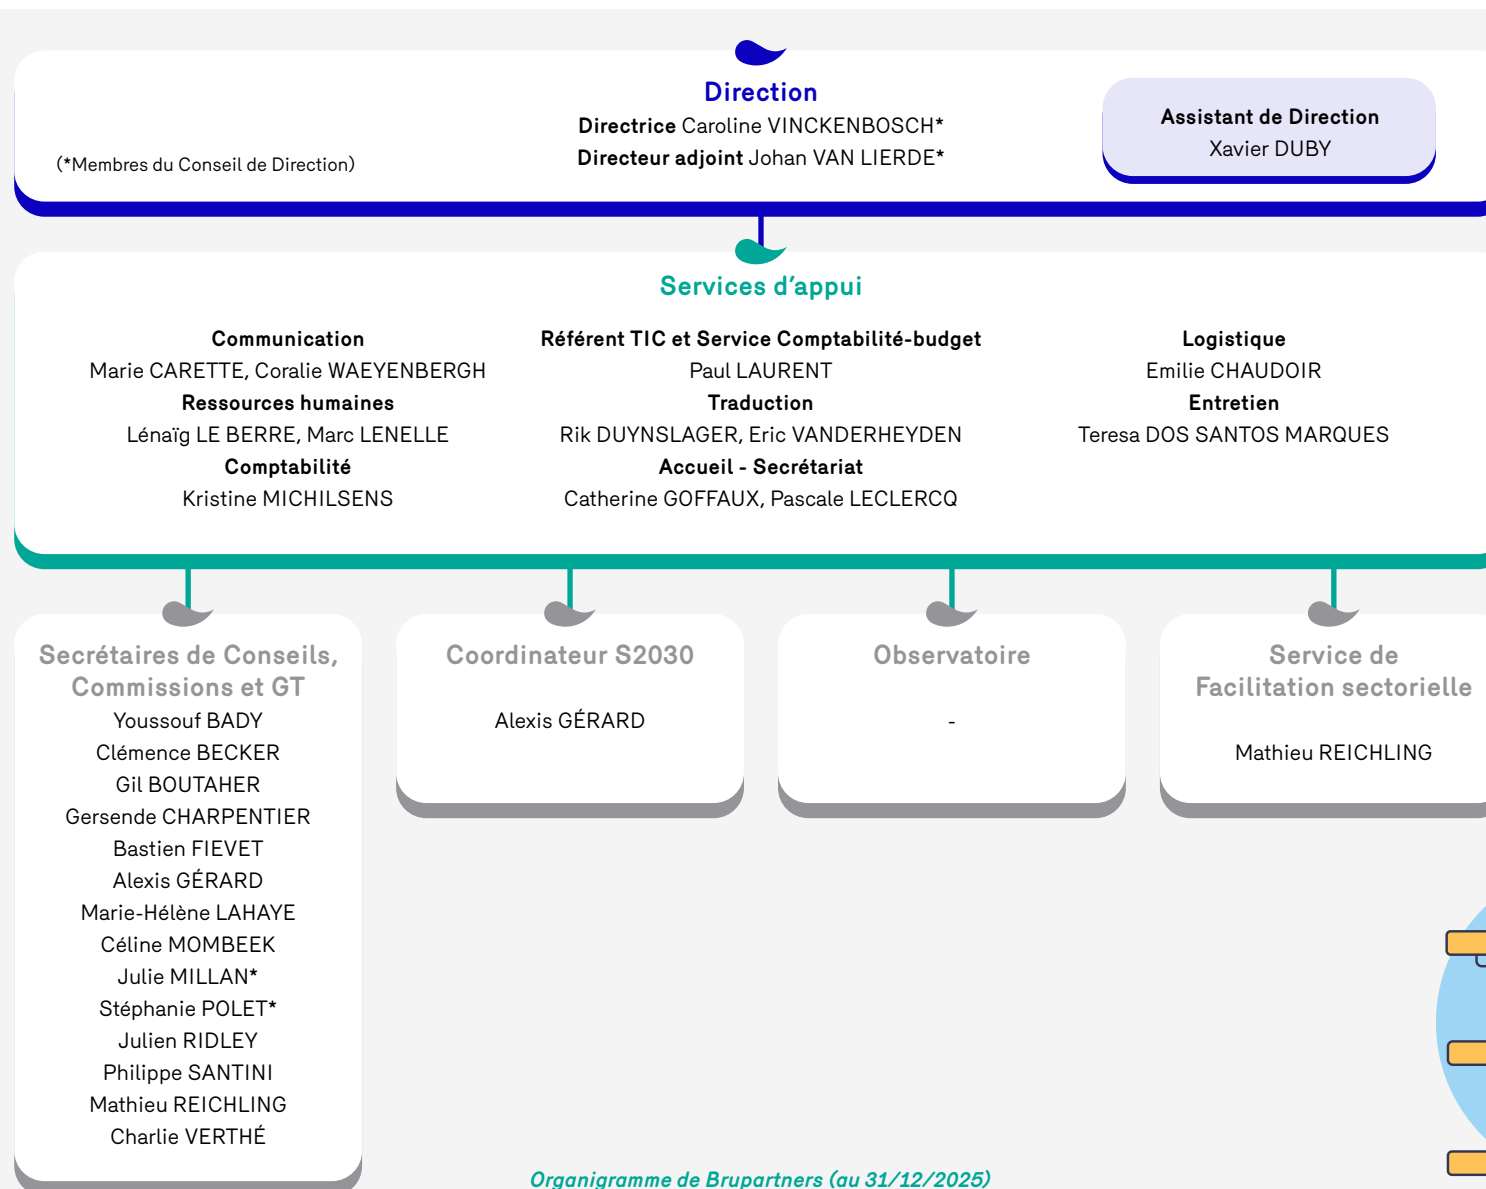 Direction
Directrice Caroline VINCKENBOSCH*
Directeur adjoint Johan VAN LIERDE*
(*Membres du Conseil de Direction)
Assistant de Direction
Xavier DUBY
Services d’appui
Communication
Marie CARETTE, Coralie WAEYENBERGH
Ressources humaines
Lénaïg LE BERRE, Marc LENELLE
Comptabilité
Kristine MICHILSENS
Référent TIC et Service Comptabilité-budget
Paul LAURENT
Traduction
Rik DUYNSLAGER, Eric VANDERHEYDEN
Accueil - Secrétariat
Catherine GOFFAUX, Pascale LECLERCQ
Logistique
Emilie CHAUDOIR
Entretien
Teresa DOS SANTOS MARQUES
Secrétaires de Conseils,
Commissions et GT
Youssouf BADY
Clémence BECKER
Gil BOUTAHER
Gersende CHARPENTIER
Bastien FIEVET
Alexis GÉRARD
Marie-Hélène LAHAYE
Céline MOMBEEK
Julie MILLAN*
Stéphanie POLET*
Julien RIDLEY
Philippe SANTINI
Mathieu REICHLING
Charlie VERTHÉ
Coordinateur S2030
Alexis GÉRARD
Observatoire
-
Service de
Facilitation sectorielle
Mathieu REICHLING
Organigramme de Brupartners (au 31/12/2025)